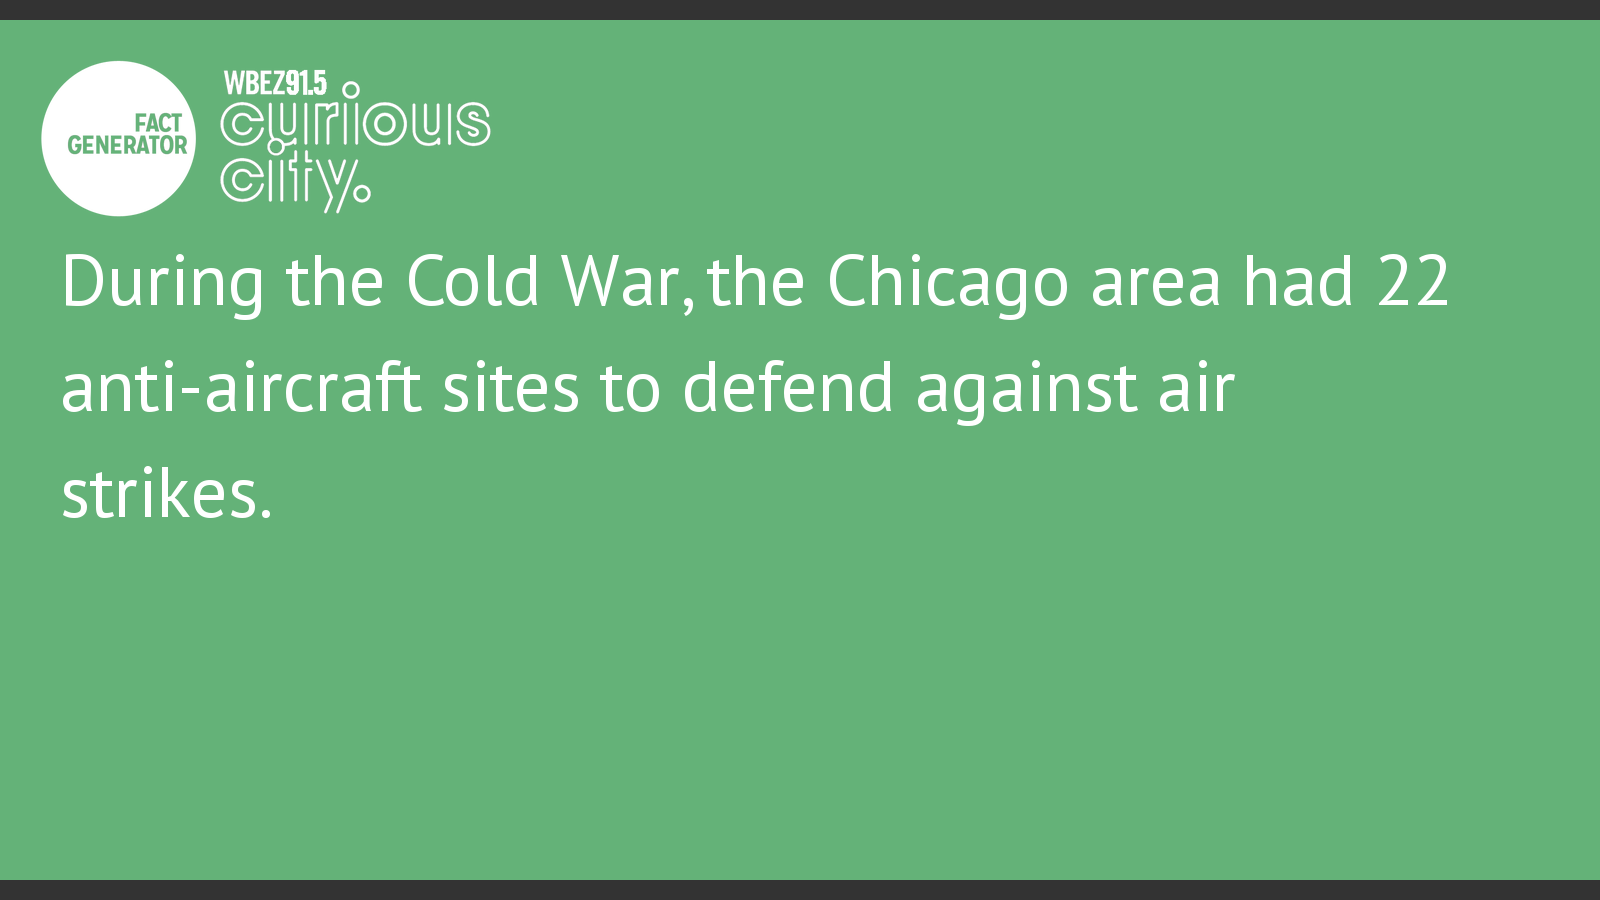 FACT
GENERATOR
WBEZ91.5
curious
city.
During the Cold War, the Chicago area had 22
anti-aircraft sites to defend against air
strikes.